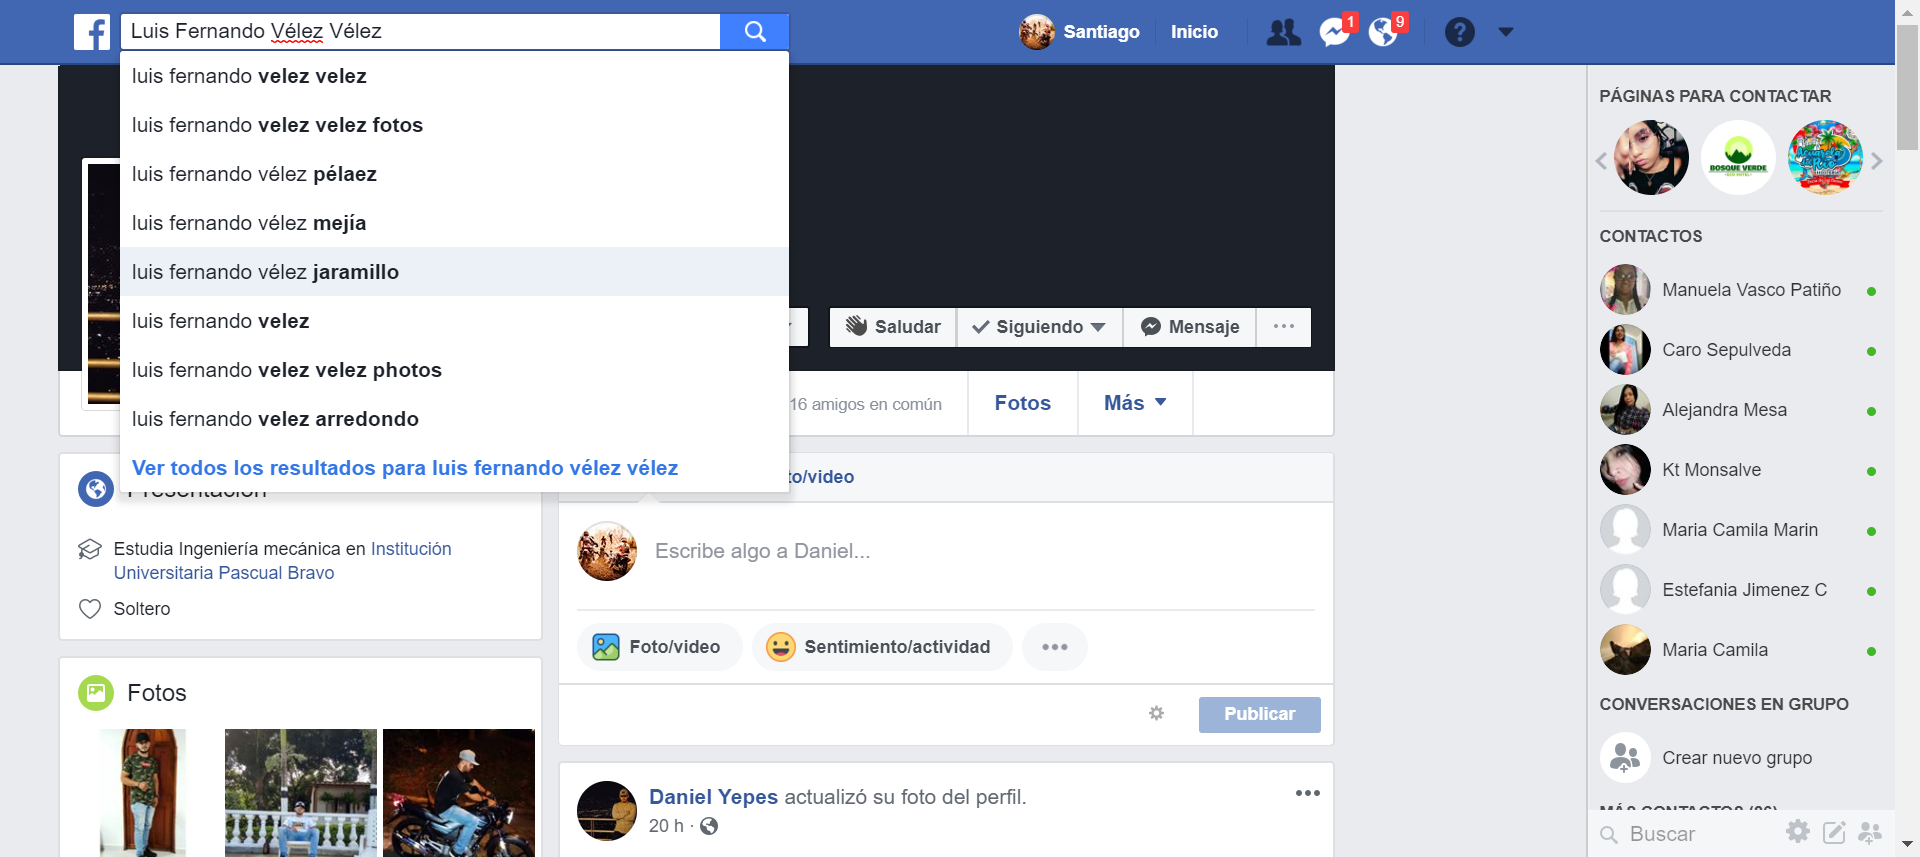 Luis Fernando Vélez Vélez
Santiago
Inicio
1
9
luis fernando velez velez
luis fernando velez velez fotos
luis fernando vélez pélaez
luis fernando vélez mejía
luis fernando vélez jaramillo
luis fernando velez
luis fernando velez velez photos
luis fernando velez arredondo
Ver todos los resultados para luis fernando vélez vélez
Saludar
Siguiendo
Mensaje
16 amigos en común
Fotos
Más
Presentación
Estudia Ingeniería mecánica en Institución
Universitaria Pascual Bravo
Soltero
Fotos
to/video
Escribe algo a Daniel...
Foto/video
Sentimiento/actividad
Publicar
Daniel Yepes actualizó su foto del perfil.
20 h ·
PÁGINAS PARA CONTACTAR
BOSQUE VERDE
CONTACTOS
Manuela Vasco Patiño
Caro Sepulveda
Alejandra Mesa
Kt Monsalve
Maria Camila Marin
Estefania Jimenez C
Maria Camila
CONVERSACIONES EN GRUPO
Crear nuevo grupo
MÁS CONTACTOS (86)
Buscar